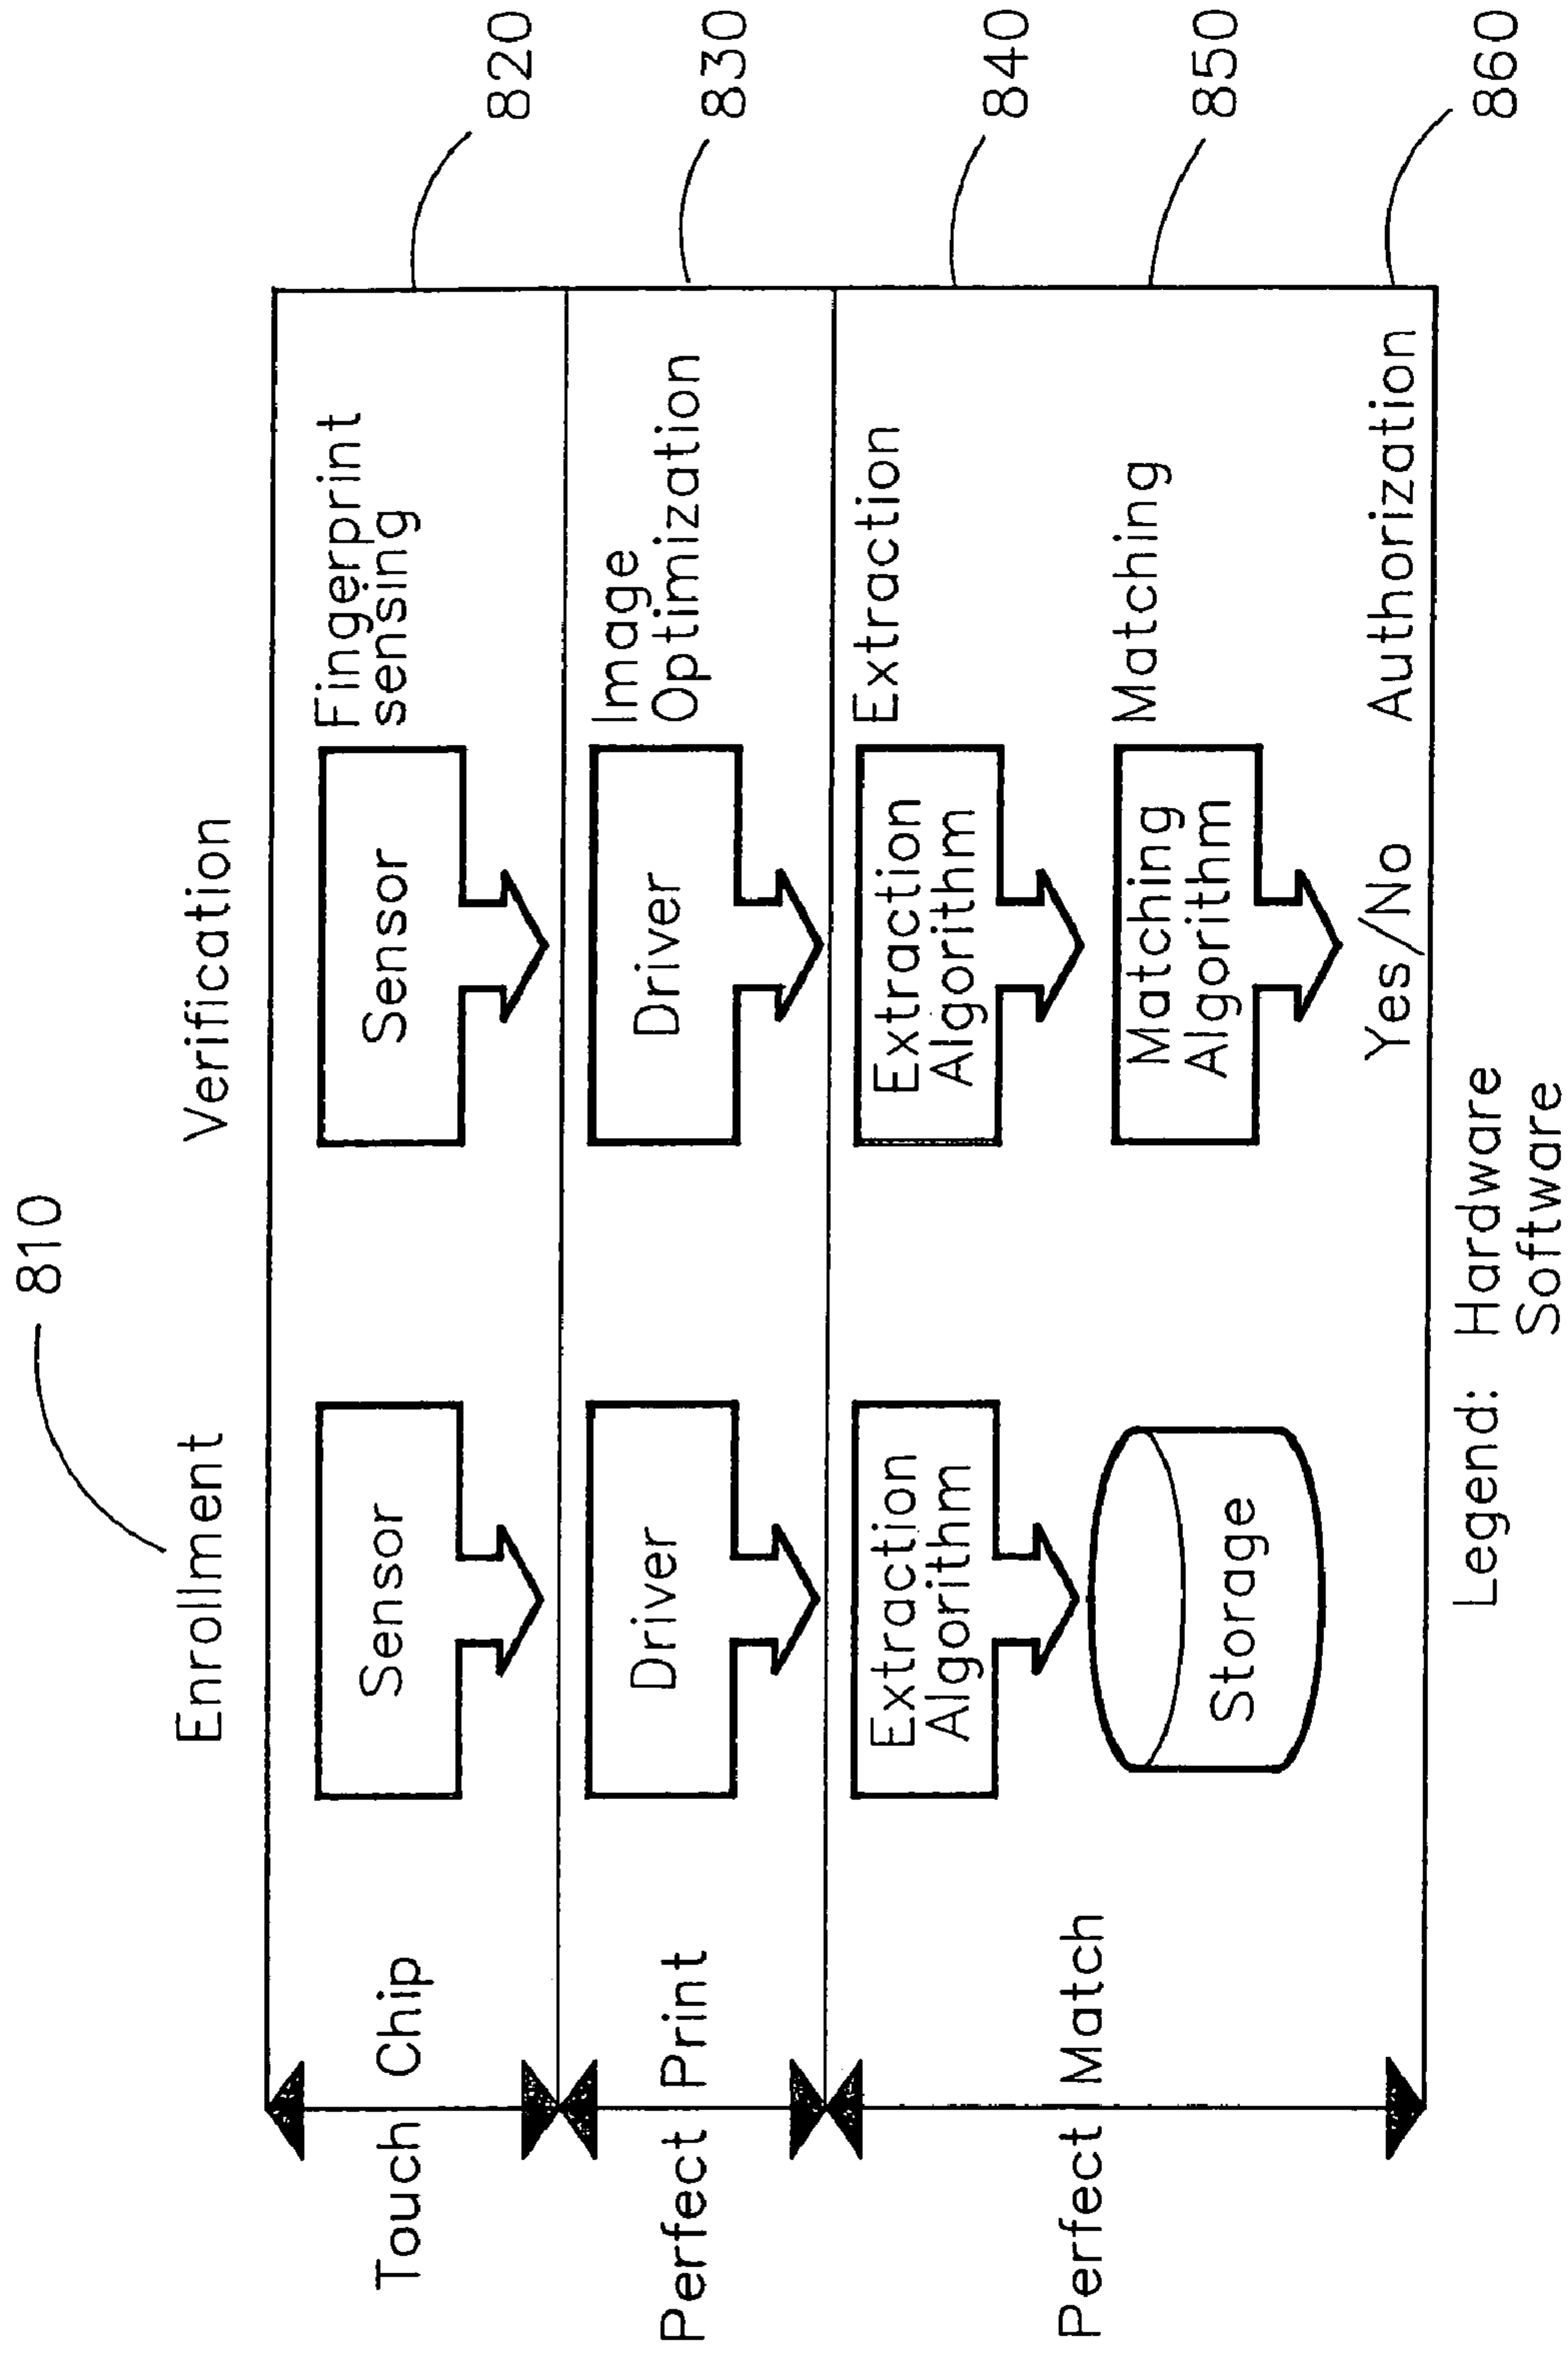 810
Enrollment
Verification
Touch Chip
Sensor
Sensor
Fingerprint
sensing
820
Perfect Print
Driver
Driver
Image
Optimization
830
Perfect Match
Extraction
Algorithm
Extraction
Algorithm
Extraction
840
Storage
Matching
Algorithm
Matching
850
Yes/No
Authorization
860
Legend: Hardware
Software